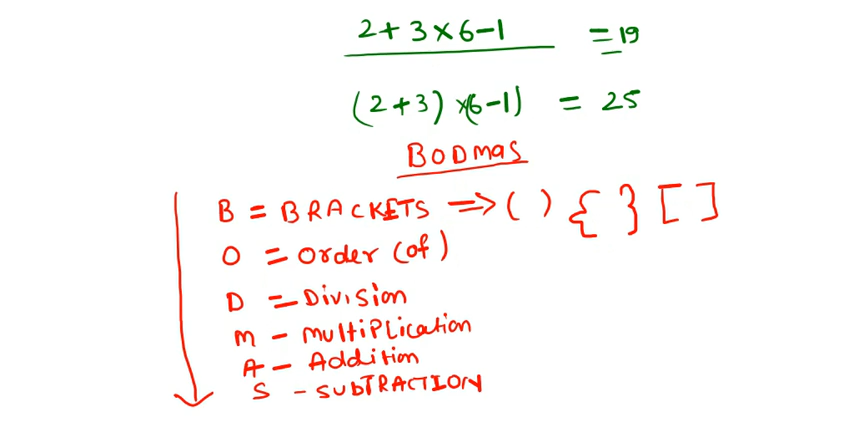 2+3×6-1 = 19
(2+3)×(6-1) = 25
BODMAS
B = BRACKETS => ( ) { } [ ]
O = Order (of)
D = Division
M - Multiplication
A - Addition
S - SUBTRACTION